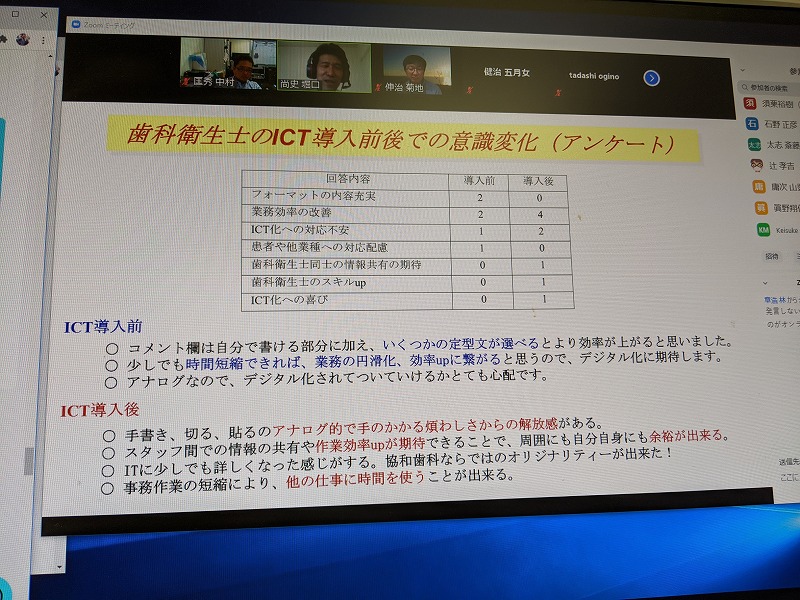 Zoomミーティング
匡秀 中村
尚史 堀口
伸治 菊地
健治 五月女
tadashi ogino
歯科衛生士のICT導入前後での意識変化（アンケート）
回答内容 導入前 導入後
フォーマットの内容充実 2 0
業務効率の改善 2 4
ICT化への対応不安 1 2
患者や他業種への対応配慮 1 0
歯科衛生士同士の情報共有の期待 0 1
歯科衛生士のスキルup 0 1
ICT化への喜び 0 1
ICT導入前
○ コメント欄は自分で書ける部分に加え、いくつかの定型文が選べるとより効率が上がると思いました。
○ 少しでも時間短縮できれば、業務の円滑化、効率upに繋がると思うので、デジタル化に期待します。
○ アナログなので、デジタル化されてついていけるかとても心配です。
ICT導入後
○ 手書き、切る、貼るのアナログ的で手のかかる煩わしさからの解放感がある。
○ スタッフ間での情報の共有や作業効率upが期待できることで、周囲にも自分自身にも余裕が出来る。
○ ITに少しでも詳しくなった感じがする。協和歯科ならではのオリジナリティーが出来た！
○ 事務作業の短縮により、他の仕事に時間を使うことが出来る。
参加者の検索
石 石野 正彦
太志 太志 斎藤
辻 孝吉
KM Keisuke
招待
発言しない
のがオンラ
送信先
ここに